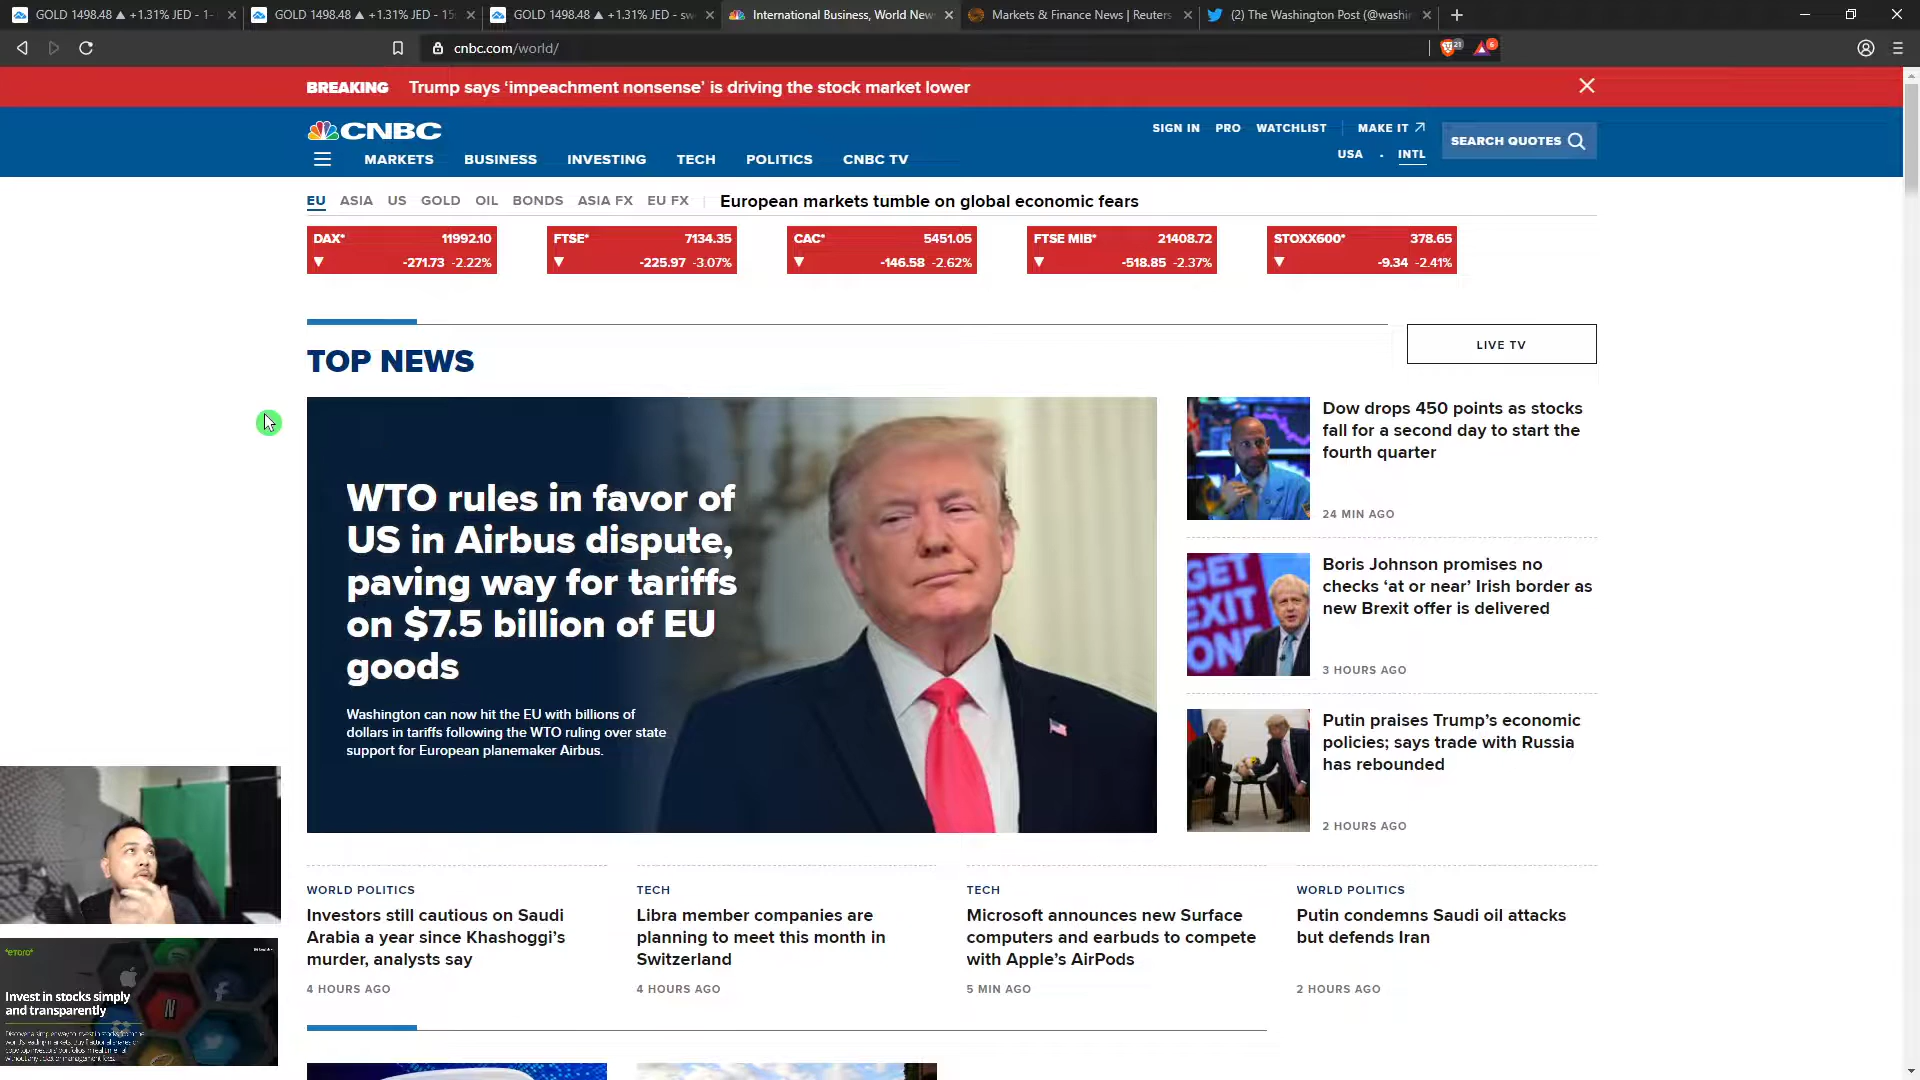 GOLD 1498.48 ▲ +1.31% JED - 1-
GOLD 1498.48 ▲ +1.31% JED - 15
GOLD 1498.48 ▲ +1.31% JED - sw
International Business, World New
Markets & Finance News | Reuters
(2) The Washington Post (@washin
cnbc.com/world/
21
6
BREAKING Trump says ‘impeachment nonsense’ is driving the stock market lower
CNBC
SIGN IN PRO WATCHLIST MAKE IT
SEARCH QUOTES
USA - INTL
MARKETS BUSINESS INVESTING TECH POLITICS CNBC TV
EU ASIA US GOLD OIL BONDS ASIA FX EU FX European markets tumble on global economic fears
DAX* 11992.10
-271.73 -2.22%
FTSE* 7134.35
-225.97 -3.07%
CAC* 5451.05
-146.58 -2.62%
FTSE MIB* 21408.72
-518.85 -2.37%
STOXX600* 378.65
-9.34 -2.41%
LIVE TV
TOP NEWS
WTO rules in favor of
US in Airbus dispute,
paving way for tariffs
on $7.5 billion of EU
goods
Washington can now hit the EU with billions of
dollars in tariffs following the WTO ruling over state
support for European planemaker Airbus.
Dow drops 450 points as stocks
fall for a second day to start the
fourth quarter
24 MIN AGO
GET
EXIT
ONE
Boris Johnson promises no
checks ‘at or near’ Irish border as
new Brexit offer is delivered
3 HOURS AGO
Putin praises Trump’s economic
policies; says trade with Russia
has rebounded
2 HOURS AGO
WORLD POLITICS
Investors still cautious on Saudi
Arabia a year since Khashoggi’s
murder, analysts say
4 HOURS AGO
TECH
Libra member companies are
planning to meet this month in
Switzerland
4 HOURS AGO
TECH
Microsoft announces new Surface
computers and earbuds to compete
with Apple’s AirPods
5 MIN AGO
WORLD POLITICS
Putin condemns Saudi oil attacks
but defends Iran
2 HOURS AGO
eToro
Invest in stocks simply
and transparently